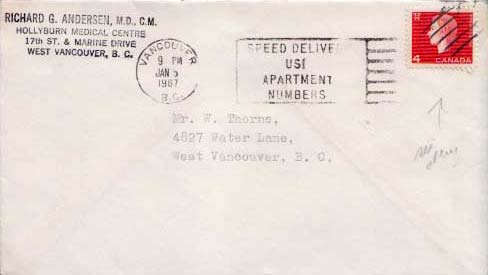 RICHARD G. ANDERSEN, M.D., C.M.
HOLLYBURN MEDICAL CENTRE
17th ST. & MARINE DRIVE
WEST VANCOUVER, B. C.
VANCOUVER
9 PM
JAN 5
1967
B.C.
SPEED DELIVER
USE
APARTMENT
NUMBERS
4
CANADA
Mr. W. Thorns,
4827 Water Lane,
West Vancouver, B. C.